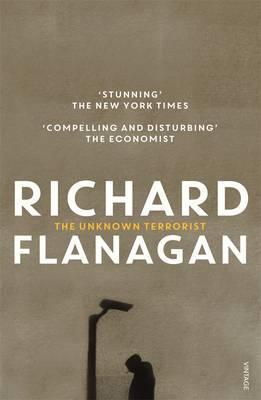 ‘STUNNING’
THE NEW YORK TIMES
‘COMPELLING AND DISTURBING’
THE ECONOMIST
RICHARD
THE UNKNOWN TERRORIST
FLANAGAN
VINTAGE